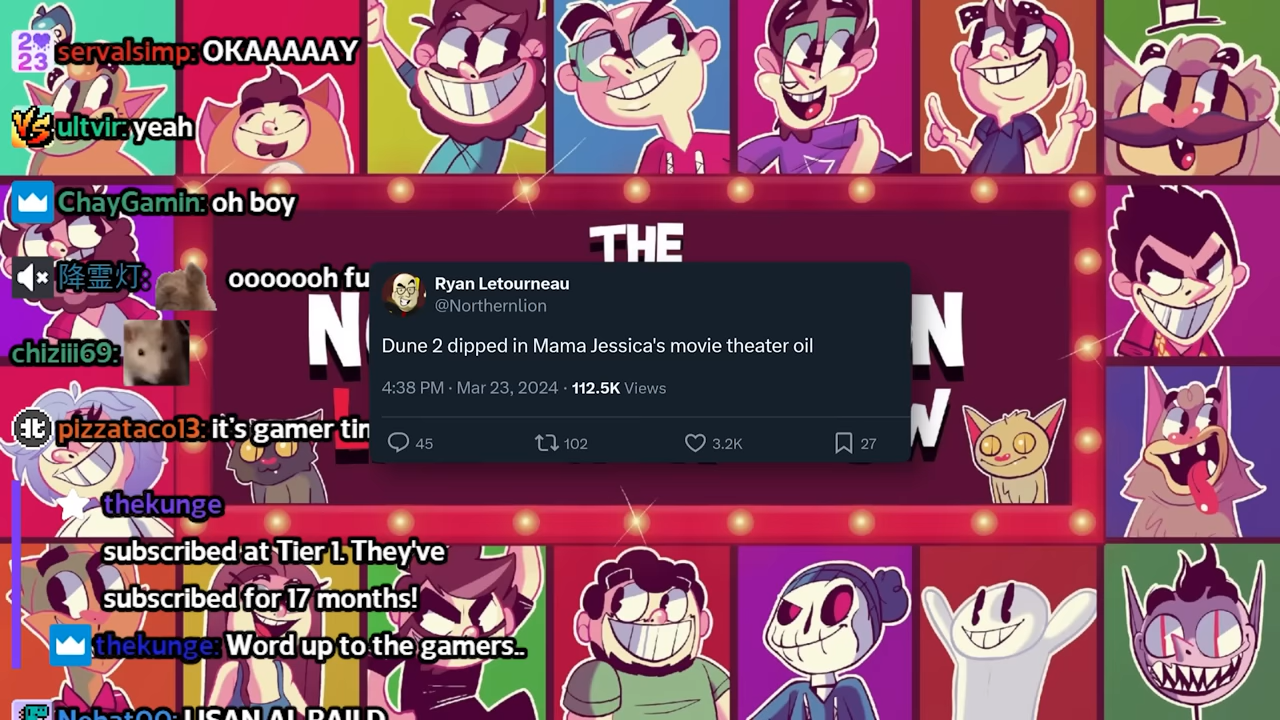 servalsimp: OKAAAAAY
ultvir: yeah
ChayGamin: oh boy
降霊灯: ooooooh fu
chiziii69:
pizzataco13: it's gamer tin
thekunge
subscribed at Tier 1. They've
subscribed for 17 months!
thekunge: Word up to the gamers..
THE
N
N
W
Ryan Letourneau
@Northernlion
Dune 2 dipped in Mama Jessica's movie theater oil
4:38 PM · Mar 23, 2024 · 112.5K Views
45 102 3.2K 27